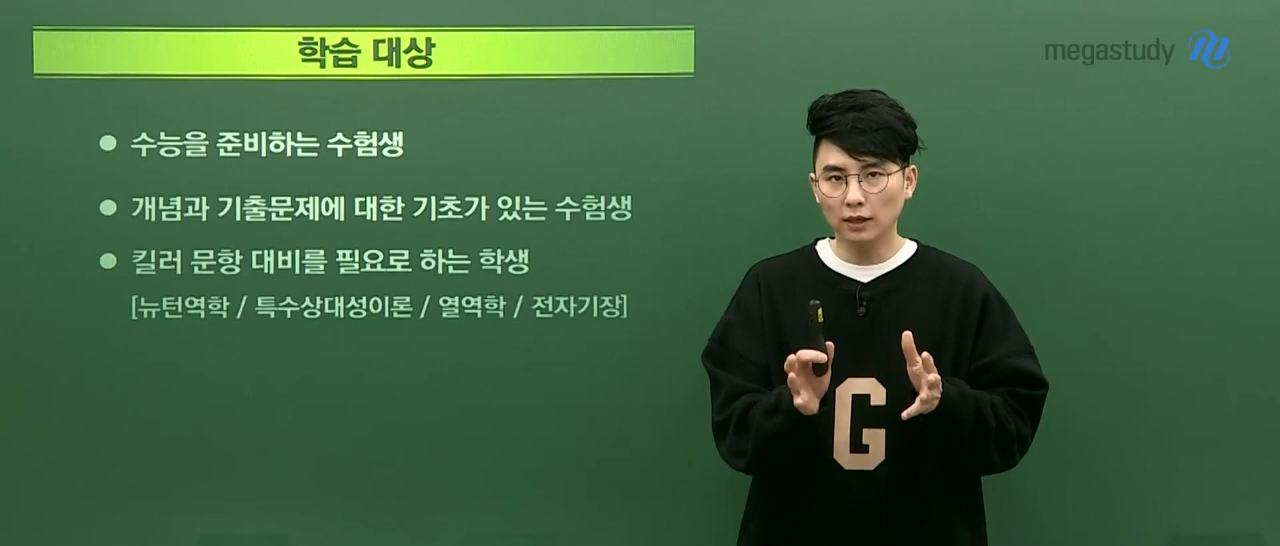 학습 대상
megastudy
● 수능을 준비하는 수험생
● 개념과 기출문제에 대한 기초가 있는 수험생
● 킬러 문항 대비를 필요로 하는 학생
[뉴턴역학 / 특수상대성이론 / 열역학 / 전자기장]
G